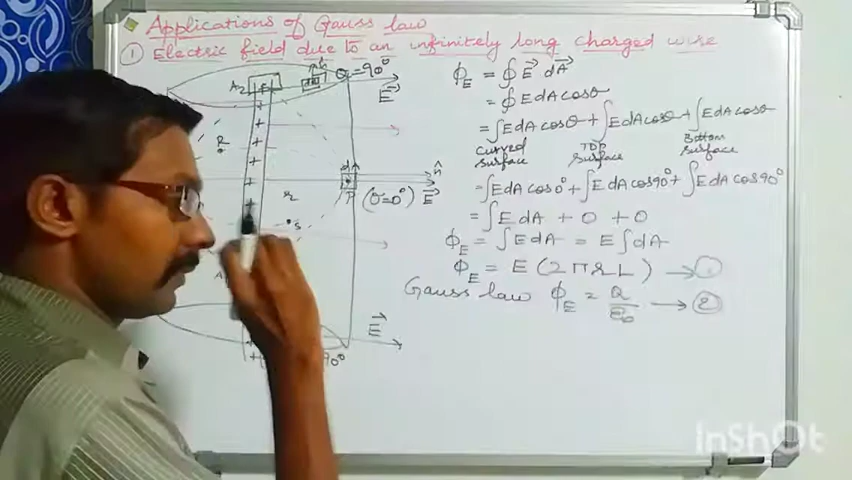 Applications of Gauss law
① Electric field due to an infinitely long charged wire
A₂
θ=90°
E⃗
R
r
P
n̂
(θ=0°) E⃗
S
E⃗
90°
Φ_E = ∮ E⃗ dA⃗
= ∮ E dA cosθ
= ∫ E dA cosθ + ∫ E dA cosθ + ∫ E dA cosθ
curved surface Top surface Bottom surface
= ∫ E dA cos0° + ∫ E dA cos90° + ∫ E dA cos90°
= ∫ E dA + 0 + 0
Φ_E = ∫ E dA = E ∫ dA
Φ_E = E (2πrL) → ①
Gauss law Φ_E = Q/ε₀ → ②
InShOt